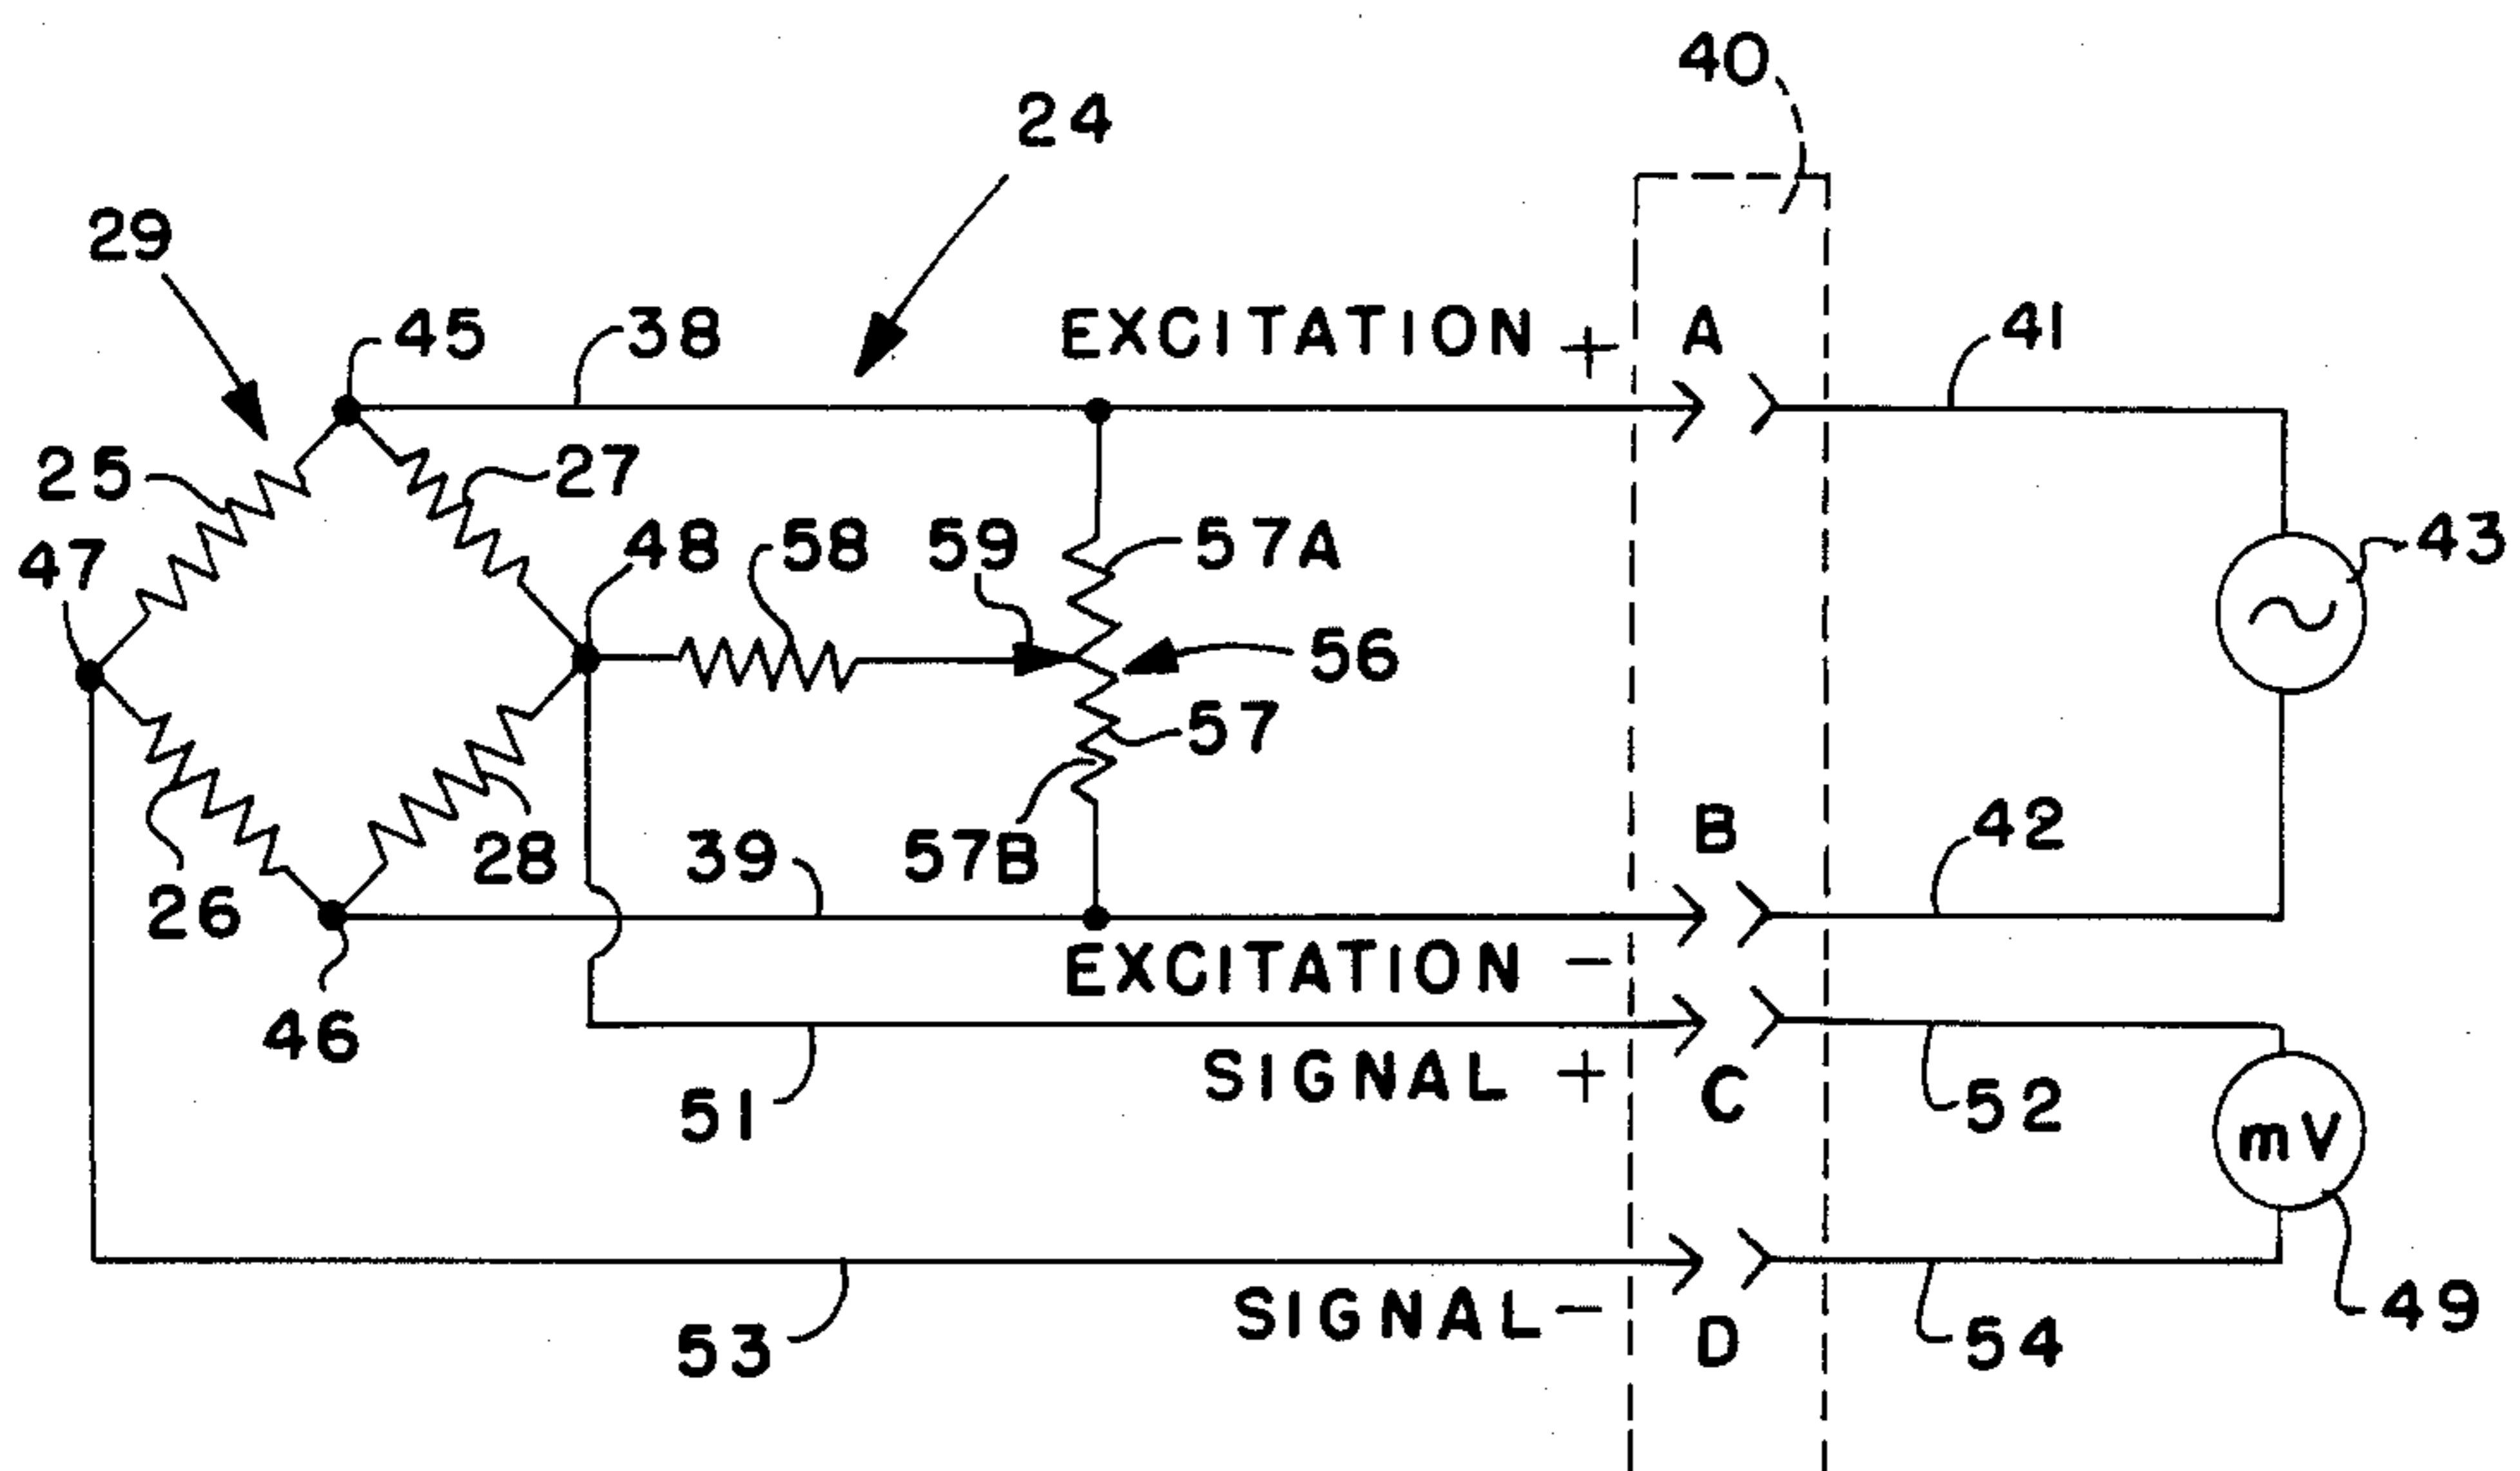 40
24
29
45
38
EXCITATION +
A
41
25
27
47
48
58
59
57A
43
56
57
B
42
28
39
57B
26
EXCITATION -
46
SIGNAL +
C
51
52
mV
SIGNAL -
D
49
53
54